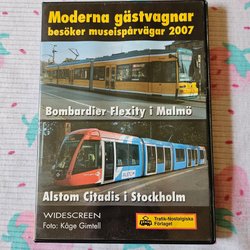 Moderna gästvagnar
besöker museispårvägar 2007
Bombardier Flexity i Malmö
Alstom Citadis i Stockholm
WIDESCREEN
Foto: Kåge Gimtell
Trafik-Nostalgiska
Förlaget